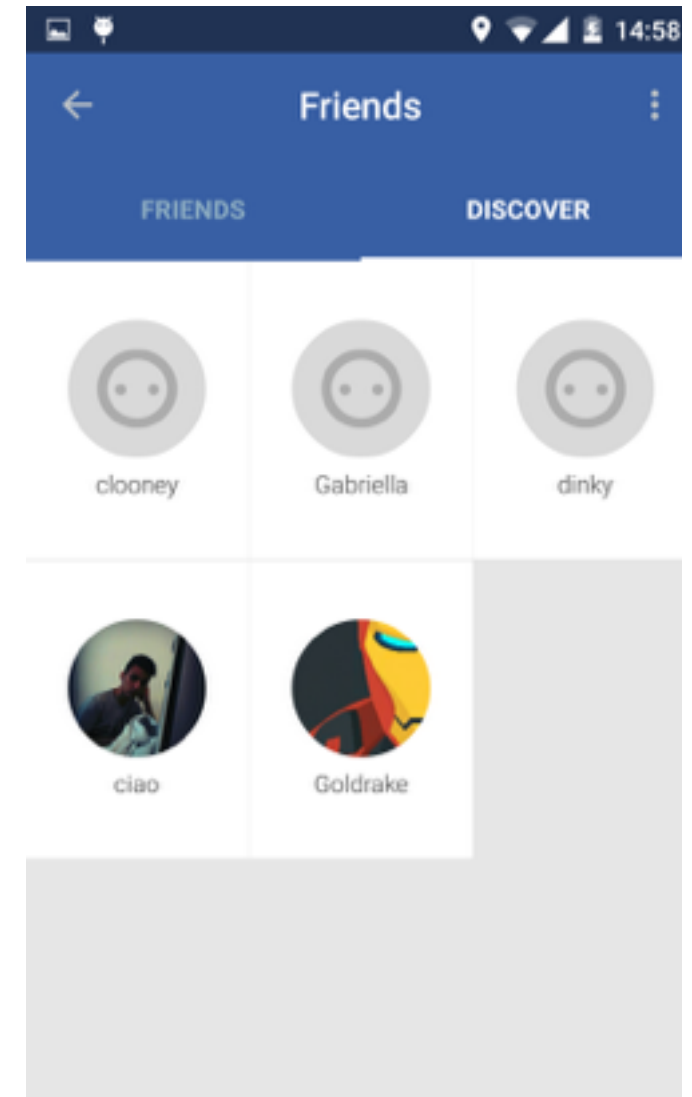 14:58
Friends
FRIENDS DISCOVER
clooney Gabriella dinky
ciao Goldrake